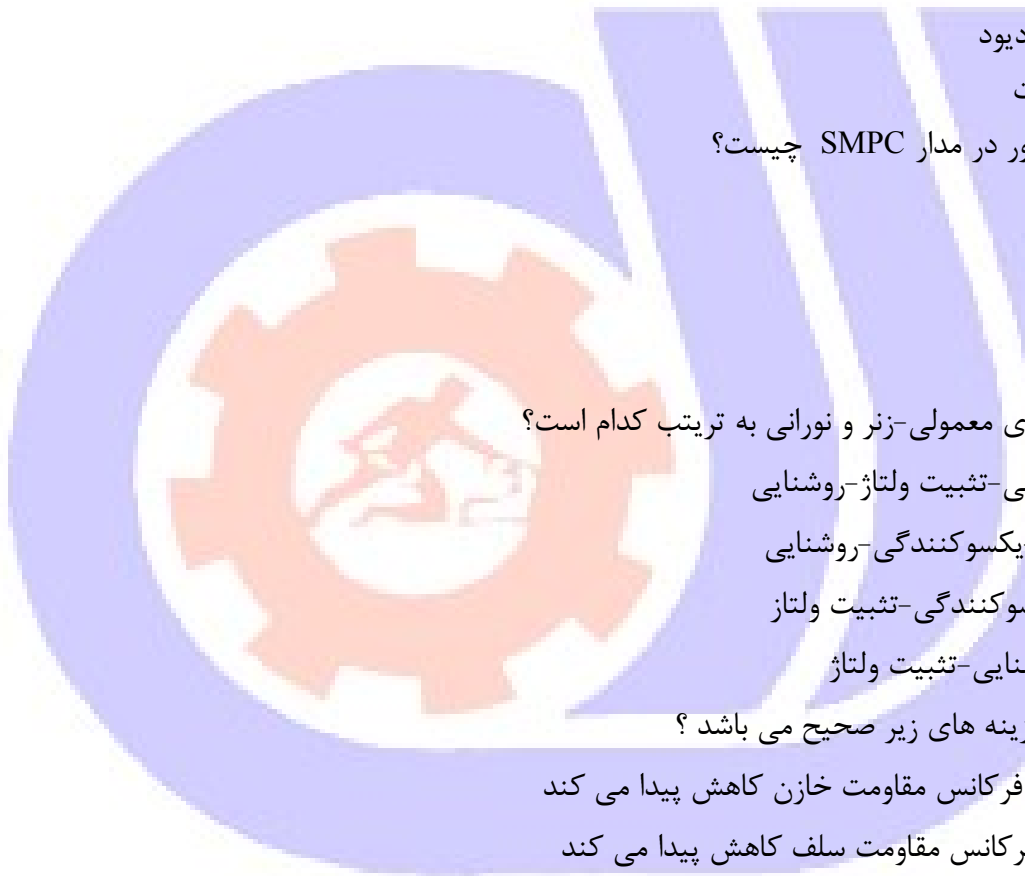 دیود
ت
ور در مدار SMPC چیست؟
ی معمولی-زنر و نورانی به تریتب کدام است؟
ی-تثبیت ولتاژ-روشنایی
یکسوکنندگی-روشنایی
سوکنندگی-تثبیت ولتاز
نایی-تثبیت ولتاژ
زینه های زیر صحیح می باشد ؟
فرکانس مقاومت خازن کاهش پیدا می کند
رکانس مقاومت سلف کاهش پیدا می کند